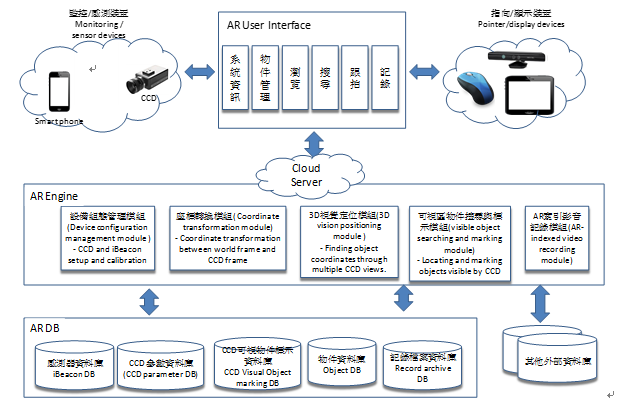 監控/感測裝置
Monitoring /
sensor devices
Smart phone
CCD
AR User Interface
系統資訊
物件管理
瀏覽
搜尋
跟拍
記錄
指向/顯示裝置
Pointer/display devices
Cloud
Server
AR Engine
設備組態管理模組
(Device configuration
management module)
- CCD and iBeacon
setup and calibration
座標轉換模組(Coordinate
transformation module)
- Coordinate transformation
between world frame and
CCD frame
3D視覺定位模組(3D
vision positioning
module)
- Finding object
coordinates through
multiple CCD views.
可視區物件搜尋與標
示模組(visible object
searching and marking
module)
- Locating and marking
objects visible by CCD
AR索引影音
記錄模組(AR-
indexed video
recording module)
AR DB
感測器資料庫
iBeacon DB
CCD參數資料庫
(CCD parameter DB)
CCD可視物件標示
資料庫
CCD Visual Object
marking DB
物件資料庫
Object DB
記錄檔案資料庫
Record archive
DB
其他外部資料庫